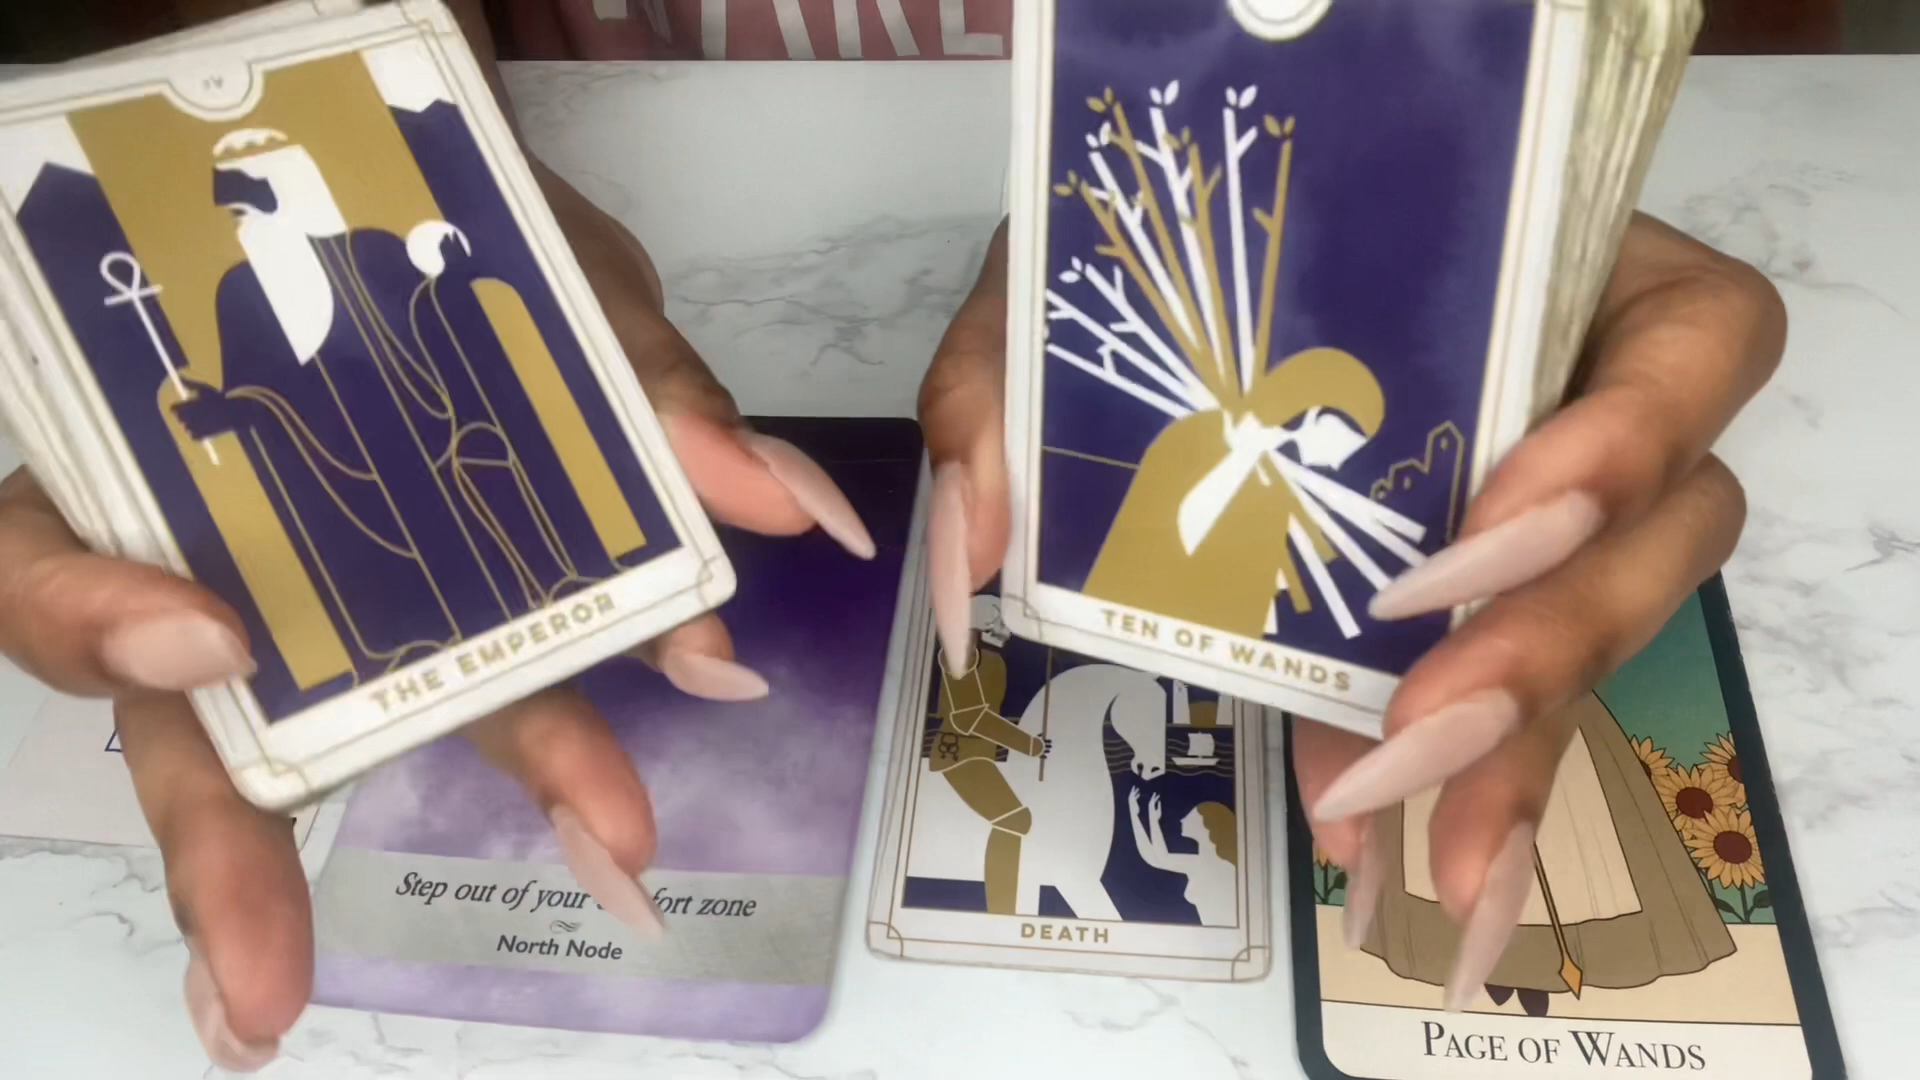 THE EMPEROR
TEN OF WANDS
Step out of your fort zone
North Node
DEATH
PAGE OF WANDS